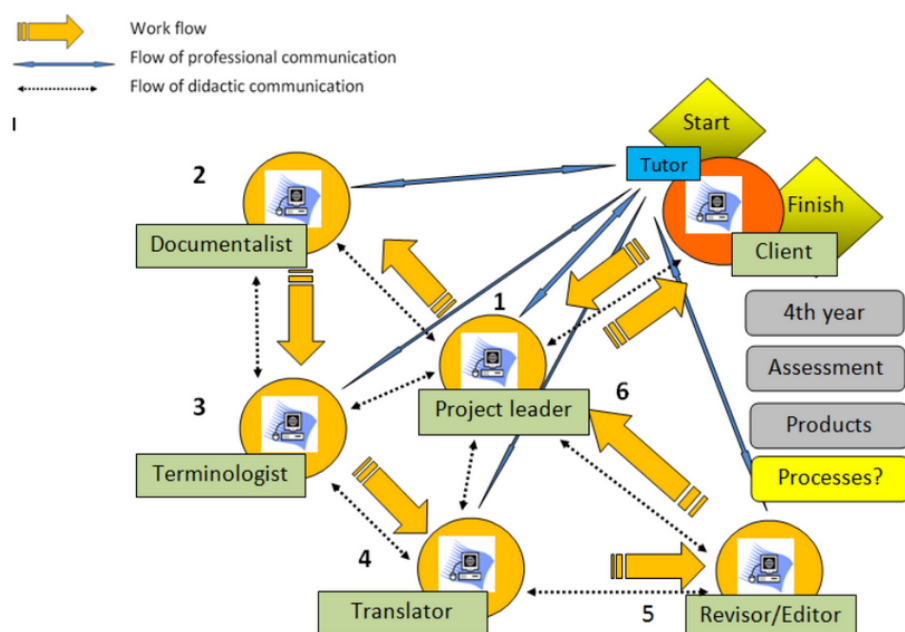 Work flow
Flow of professional communication
Flow of didactic communication
I
Start
Tutor
2
Finish
Documentalist
Client
1
4th year
Assessment
3
Project leader
6
Products
Terminologist
Processes?
4
Translator
5
Revisor/Editor